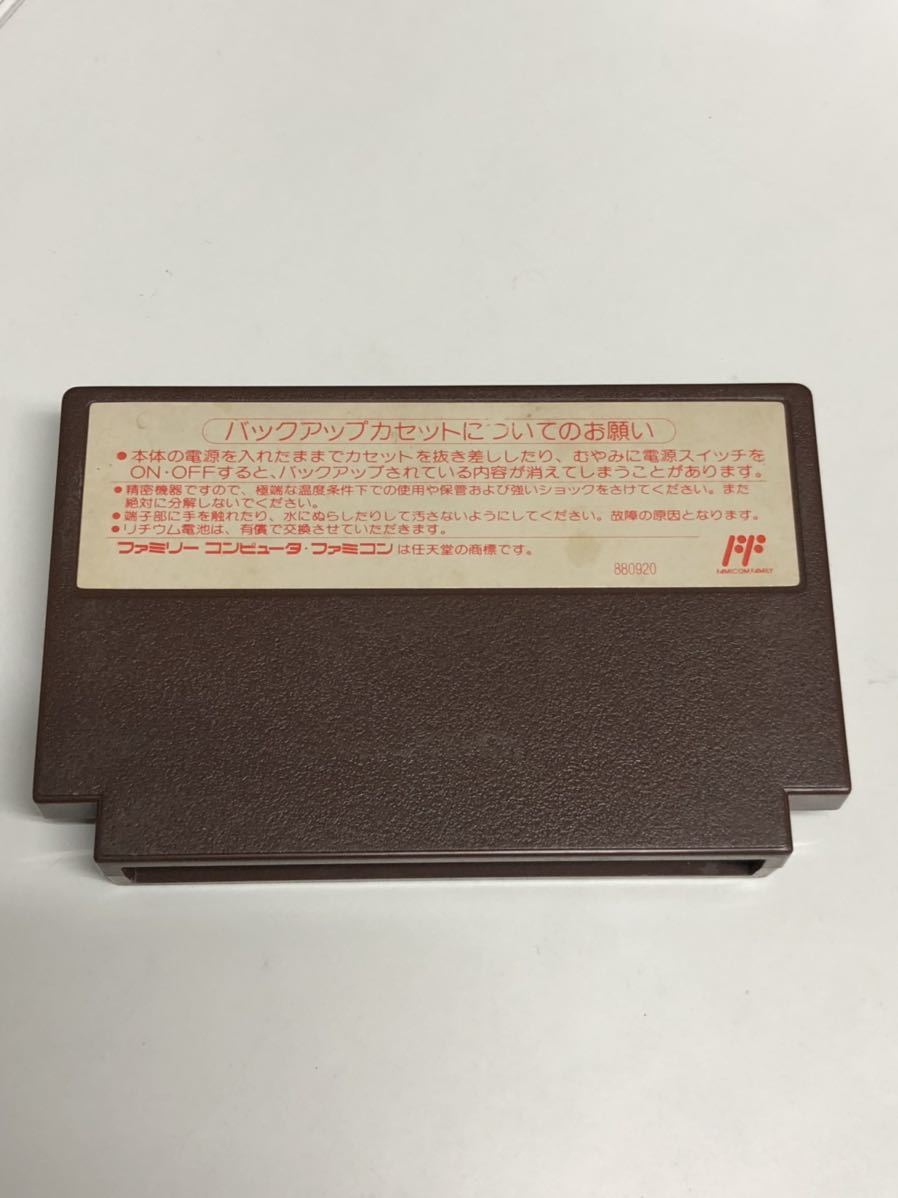 バックアップカセットについてのお願い
●本体の電源を入れたままでカセットを抜き差ししたり、むやみに電源スイッチを
ON・OFFすると、バックアップされている内容が消えてしまうことがあります。
●精密機器ですので、極端な温度条件下での使用や保管および強いショックをさけてください。また
絶対に分解しないでください。
●端子部に手を触れたり、水にぬらしたりして汚さないようにしてください。故障の原因となります。
●リチウム電池は、有償で交換させていただきます。
ファミリー コンピュータ・ファミコンは任天堂の商標です。
880920
FAMICOM FAMILY